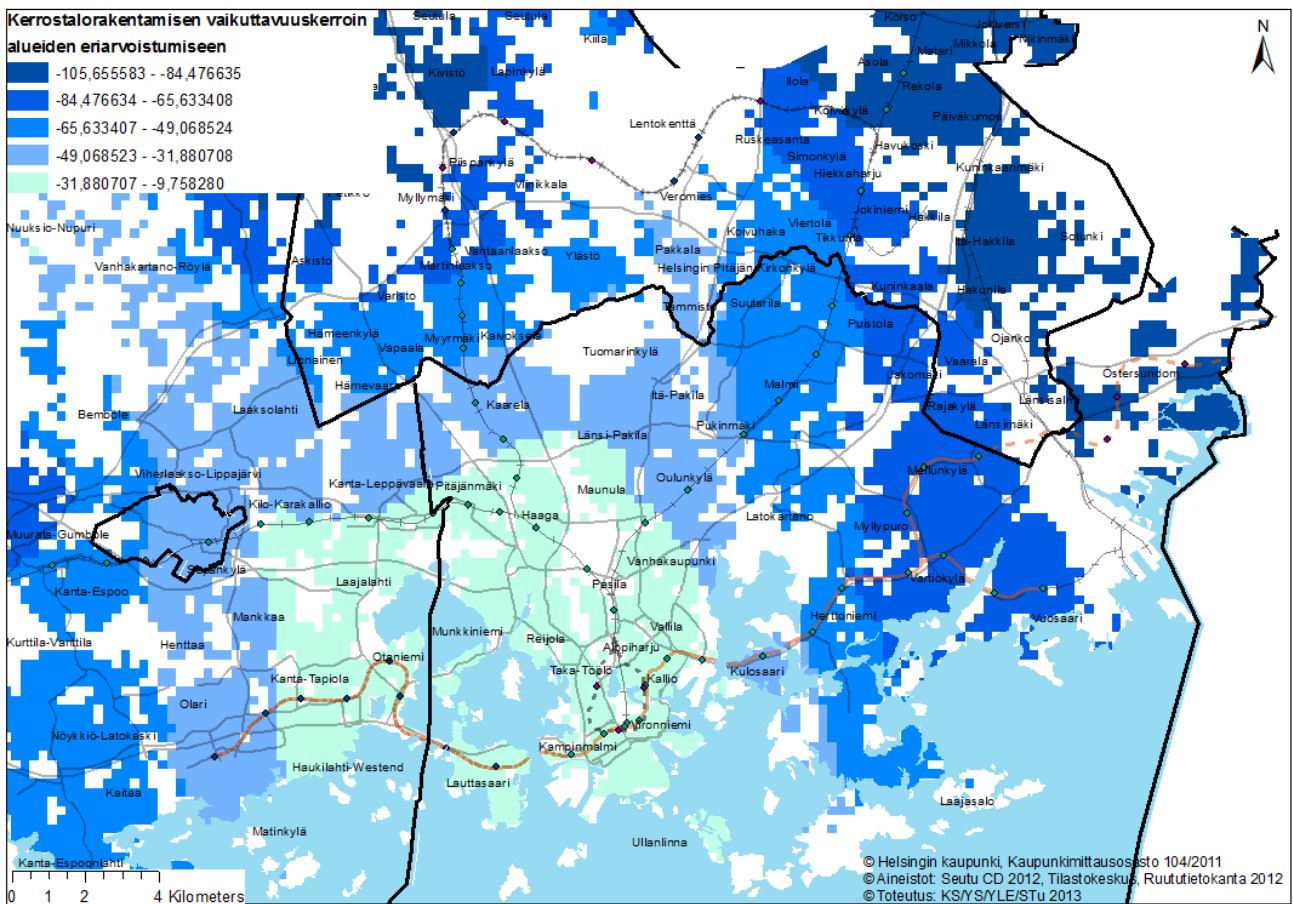 Kerrostalorakentamisen vaikuttavuuskerroin
alueiden eriarvoistumiseen
-105,655583 - -84,476635
-84,476634 - -65,633408
-65,633407 - -49,068524
-49,068523 - -31,880708
-31,880707 - -9,758280
N
Seutula
Seutula
Kiila
Korso
Jokivarsi
Nikinmäki
Matari
Mikkola
Asola
Rekola
Kivistö
Lapinkylä
Ilola
Lentokenttä
Koivukylä
Päiväkumpu
Ruskeasanta
Havukoski
Simonkylä
Piispankylä
Hiekkaharju
Kuninkaanmäki
Viinikkala
Myllymäki
Veromies
Jokiniemi
Hakkila
Nuuksio-Nupuri
Viertola
Koivuhaka
Tikkurila
Itä-Hakkila
Sotunki
Vantaanlaakso
Ylästö
Pakkala
Vanhakartano-Röylä
Askisto
Martinlaakso
Helsingin Pitäjän Kirkonkylä
Kuninkaala
Hakunila
Varisto
Tammisto
Suutarila
Puistola
Hämeenkylä
Vapaala
Myyrmäki
Kaivoksela
Ojanko
Linnainen
Tuomarinkylä
Vaarala
Östersundom
Hämevaara
Malmi
Jakomäki
Länsisalmi
Bemböle
Laaksolahti
Kaarela
Itä-Pakila
Rajakylä
Länsimäki
Länsi-Pakila
Pukinmäki
Viherlaakso-Lippajärvi
Kanta-Leppävaara
Pitäjänmäki
Maunula
Oulunkylä
Mellunkylä
Kilo-Karakallio
Haaga
Latokartano
Myllypuro
Muurala-Gumböle
Sepänkylä
Vanhakaupunki
Laajalahti
Pasila
Vartiokylä
Kanta-Espoo
Mankkaa
Munkkiniemi
Vallila
Herttoniemi
Vuosaari
Kurttila-Vanttila
Henttaa
Reijola
Alppiharju
Otaniemi
Taka-Töölö
Kulosaari
Kanta-Tapiola
Kallio
Olari
Nöykkiö-Latokaski
Kampinmalmi
Haukilahti-Westend
Lauttasaari
Kaitaa
Laajasalo
Matinkylä
Ullanlinna
Kanta-Espoonlahti
© Helsingin kaupunki, Kaupunkimittausosasto 104/2011
© Aineistot: Seutu CD 2012, Tilastokeskus, Ruututietokanta 2012
© Toteutus: KS/YS/YLE/STu 2013
0 1 2 4 Kilometers